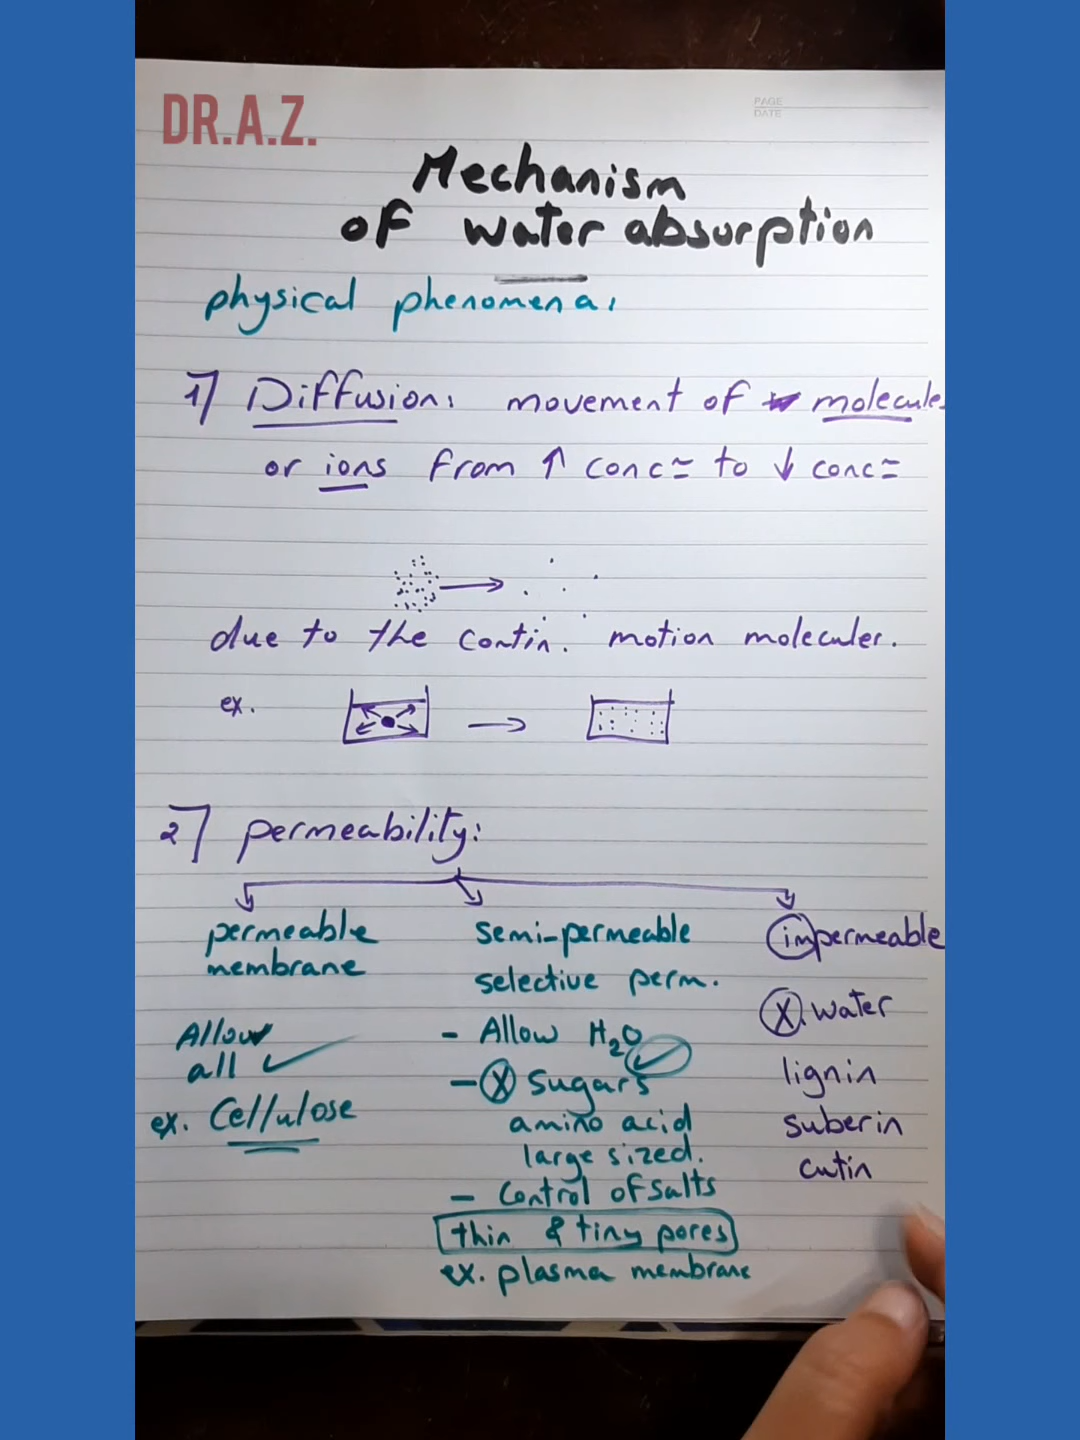 DR.A.Z.
PAGE
DATE
Mechanism
of water absorption
physical phenomena:
1) Diffusion: movement of molecules
or ions from ↑ conc= to ↓ conc=
due to the contin. motion moleculer.
ex.
2) permeability:
permeable
membrane
Allow
all ✓
ex. Cellulose
semi-permeable
selective perm.
- Allow H₂O ✓
- X sugars
amino acid
large sized.
- Control of salts
thin & tiny pores
ex. plasma membrane
impermeable
X. water
lignin
suberin
cutin